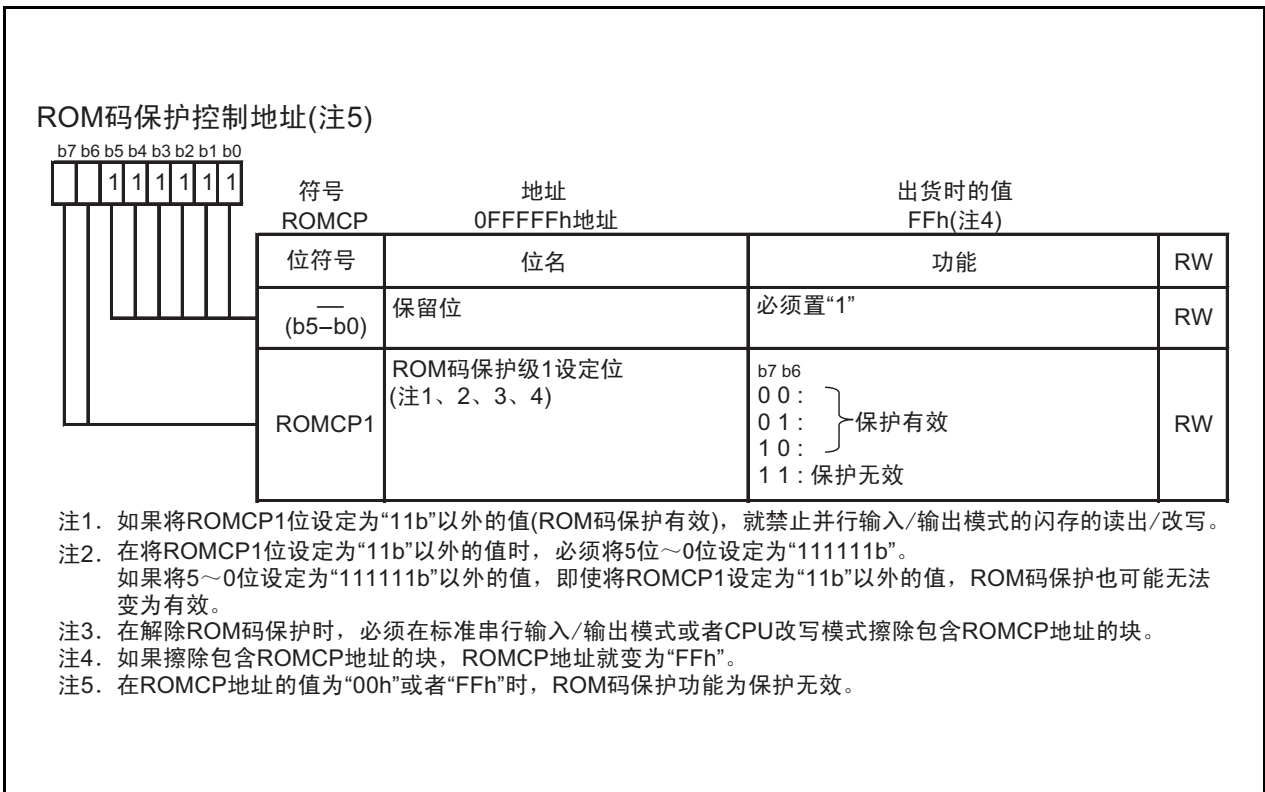 ROM码保护控制地址(注5)
b7 b6 b5 b4 b3 b2 b1 b0
1 1 1 1 1 1
符号 地址 出货时的值
ROMCP 0FFFFFh地址 FFh(注4)
位符号 位名 功能 RW
—
(b5–b0) 保留位 必须置“1” RW
ROMCP1 ROM码保护级1设定位
(注1、2、3、4)
b7 b6
0 0 :
0 1 : 保护有效
1 0 :
1 1 : 保护无效
RW
注1. 如果将ROMCP1位设定为“11b”以外的值(ROM码保护有效)，就禁止并行输入/输出模式的闪存的读出/改写。
注2. 在将ROMCP1位设定为“11b”以外的值时，必须将5位～0位设定为“111111b”。
如果将5～0位设定为“111111b”以外的值，即使将ROMCP1设定为“11b”以外的值，ROM码保护也可能无法
变为有效。
注3. 在解除ROM码保护时，必须在标准串行输入/输出模式或者CPU改写模式擦除包含ROMCP地址的块。
注4. 如果擦除包含ROMCP地址的块，ROMCP地址就变为“FFh”。
注5. 在ROMCP地址的值为“00h”或者“FFh”时，ROM码保护功能为保护无效。